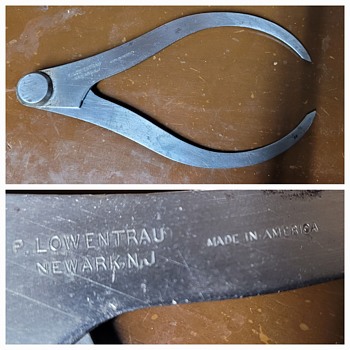 P. LOWENTRAU
NEWARK, N.J
MADE IN AMERICA